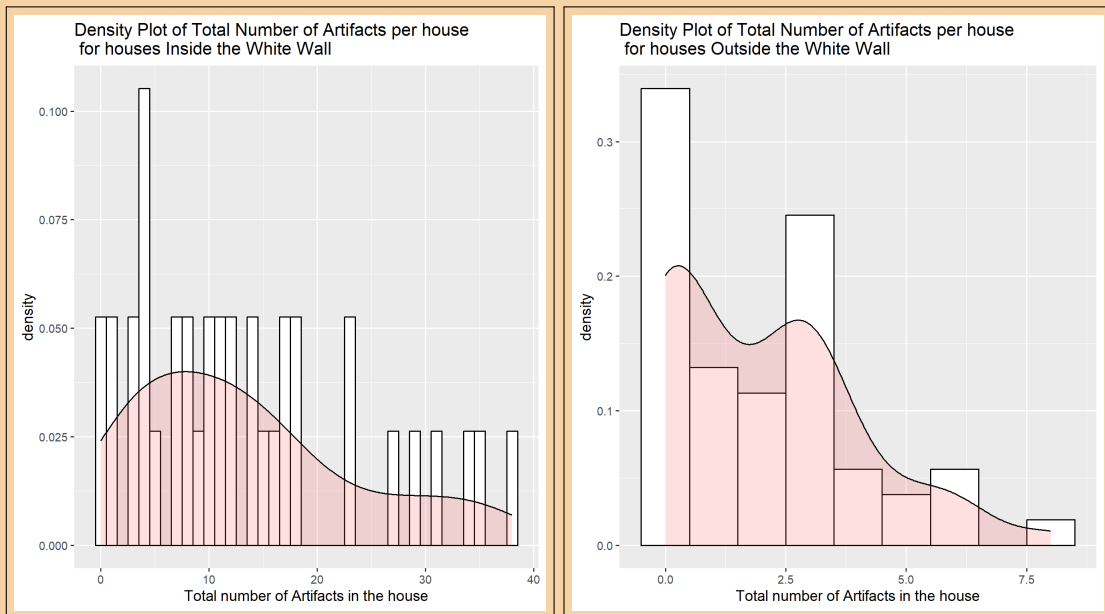 Density Plot of Total Number of Artifacts per house
for houses Inside the White Wall
0.100
0.075
0.050
0.025
0.000
density
0
10
20
30
40
Total number of Artifacts in the house
Density Plot of Total Number of Artifacts per house
for houses Outside the White Wall
0.3
0.2
0.1
0.0
density
0.0
2.5
5.0
7.5
Total number of Artifacts in the house